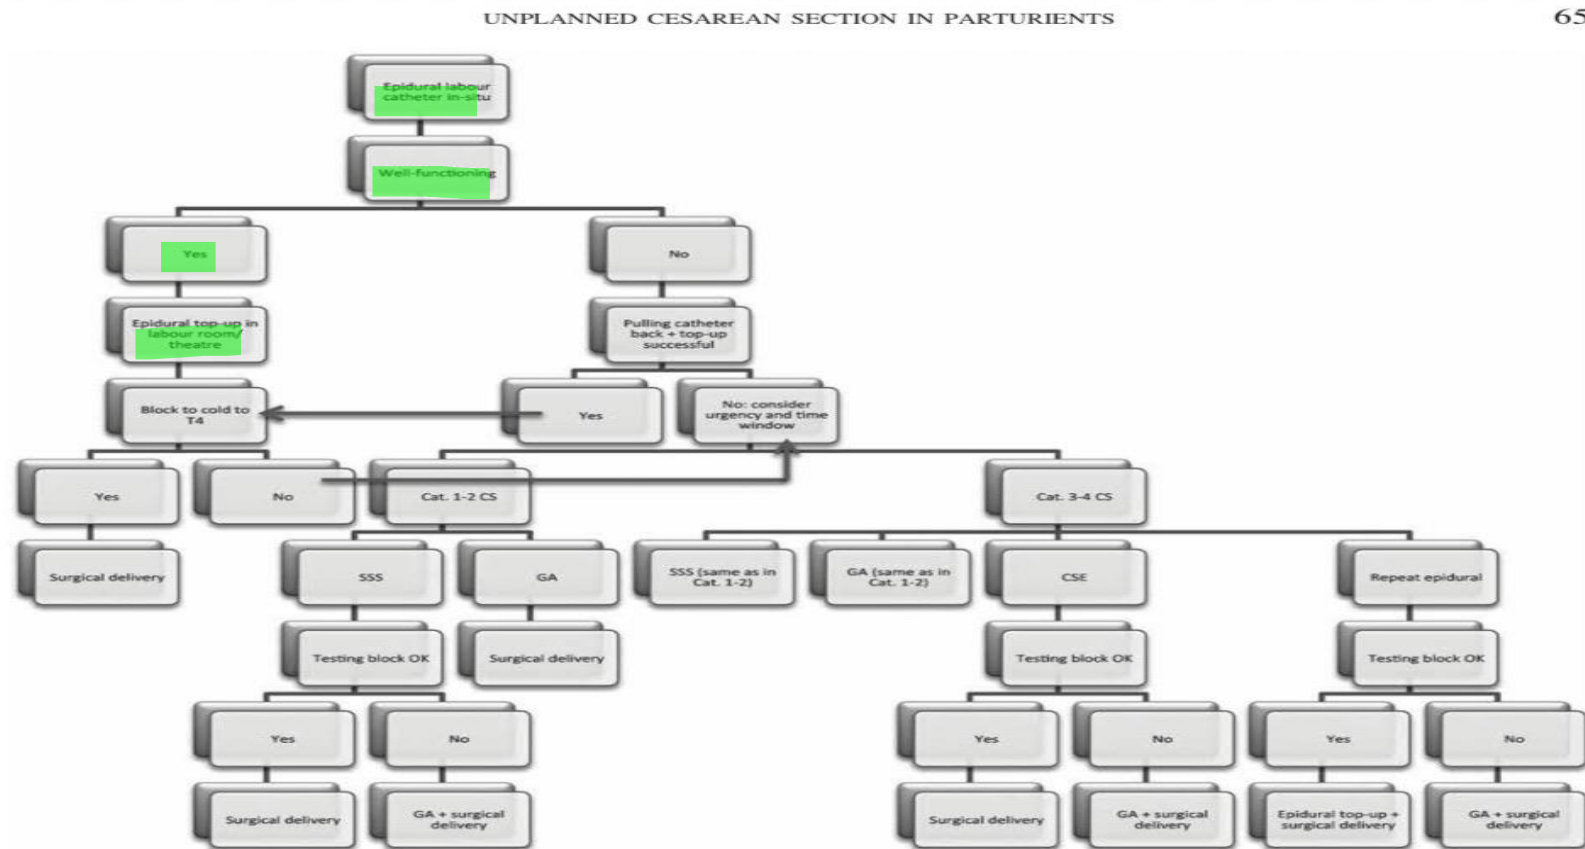 UNPLANNED CESAREAN SECTION IN PARTURIENTS
65
Epidural labour
catheter in-situ
Well-functioning
Yes
No
Epidural top-up in
labour room/
theatre
Pulling catheter
back + top-up
successful
Block to cold to
T4
Yes
No: consider
urgency and time
window
Yes
No
Cat. 1-2 CS
Cat. 3-4 CS
Surgical delivery
SSS
GA
SSS (same as in
Cat. 1-2)
GA (same as in
Cat. 1-2)
CSE
Repeat epidural
Testing block OK
Surgical delivery
Testing block OK
Testing block OK
Yes
No
Yes
No
Yes
No
Surgical delivery
GA + surgical
delivery
Surgical delivery
GA + surgical
delivery
Epidural top-up +
surgical delivery
GA + surgical
delivery